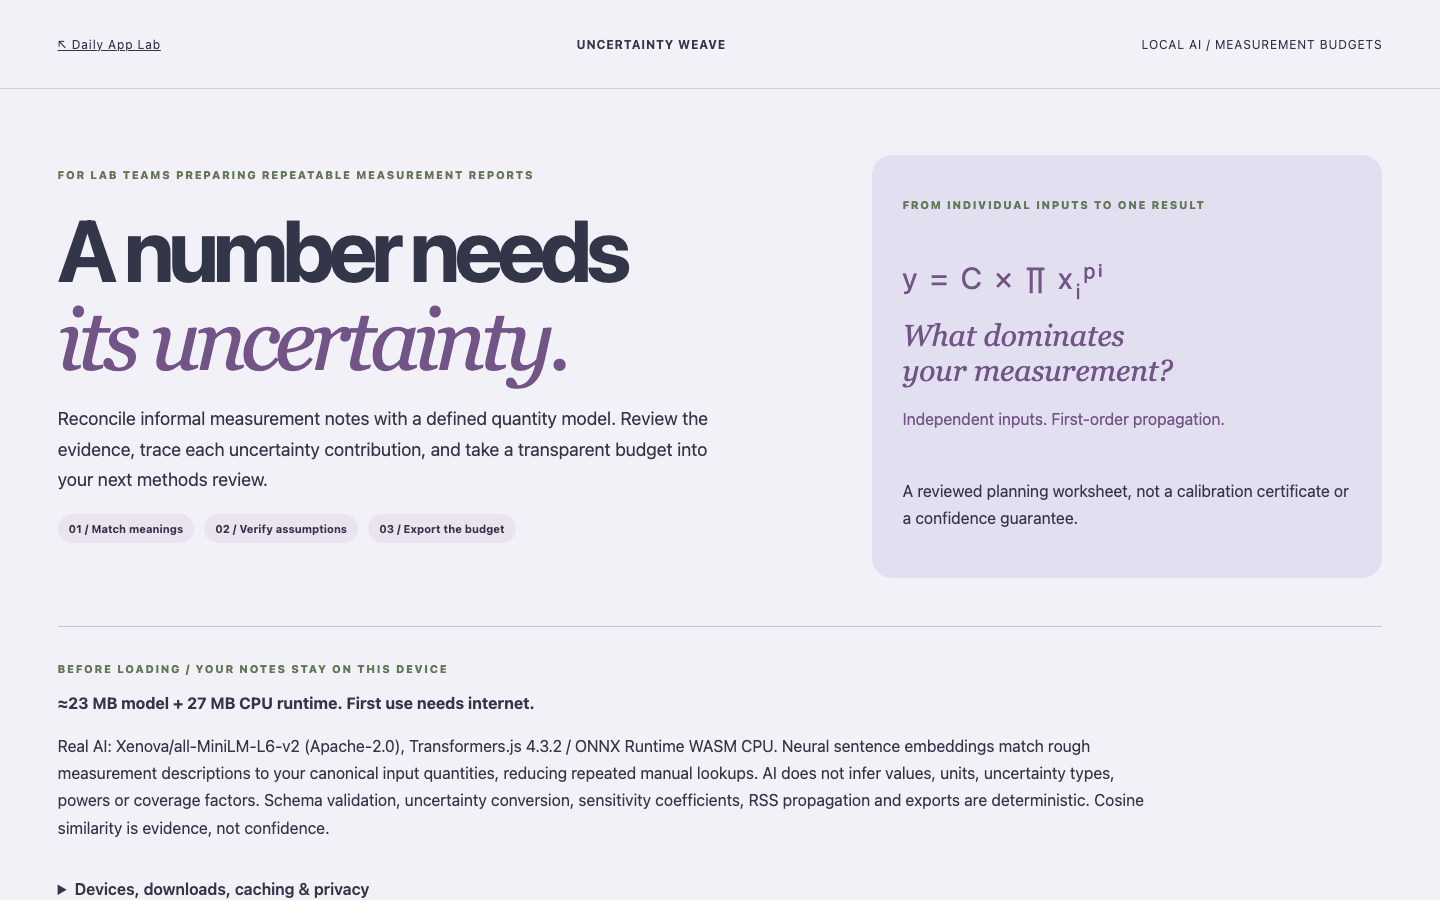 ↖ Daily App Lab
UNCERTAINTY WEAVE
LOCAL AI / MEASUREMENT BUDGETS
FOR LAB TEAMS PREPARING REPEATABLE MEASUREMENT REPORTS
A number needs
its uncertainty.
Reconcile informal measurement notes with a defined quantity model. Review the
evidence, trace each uncertainty contribution, and take a transparent budget into
your next methods review.
01 / Match meanings
02 / Verify assumptions
03 / Export the budget
FROM INDIVIDUAL INPUTS TO ONE RESULT
y = C × ∏ xᵢᵖⁱ
What dominates
your measurement?
Independent inputs. First-order propagation.
A reviewed planning worksheet, not a calibration certificate or
a confidence guarantee.
BEFORE LOADING / YOUR NOTES STAY ON THIS DEVICE
≈23 MB model + 27 MB CPU runtime. First use needs internet.
Real AI: Xenova/all-MiniLM-L6-v2 (Apache-2.0), Transformers.js 4.3.2 / ONNX Runtime WASM CPU. Neural sentence embeddings match rough
measurement descriptions to your canonical input quantities, reducing repeated manual lookups. AI does not infer values, units, uncertainty types,
powers or coverage factors. Schema validation, uncertainty conversion, sensitivity coefficients, RSS propagation and exports are deterministic. Cosine
similarity is evidence, not confidence.
▶ Devices, downloads, caching & privacy